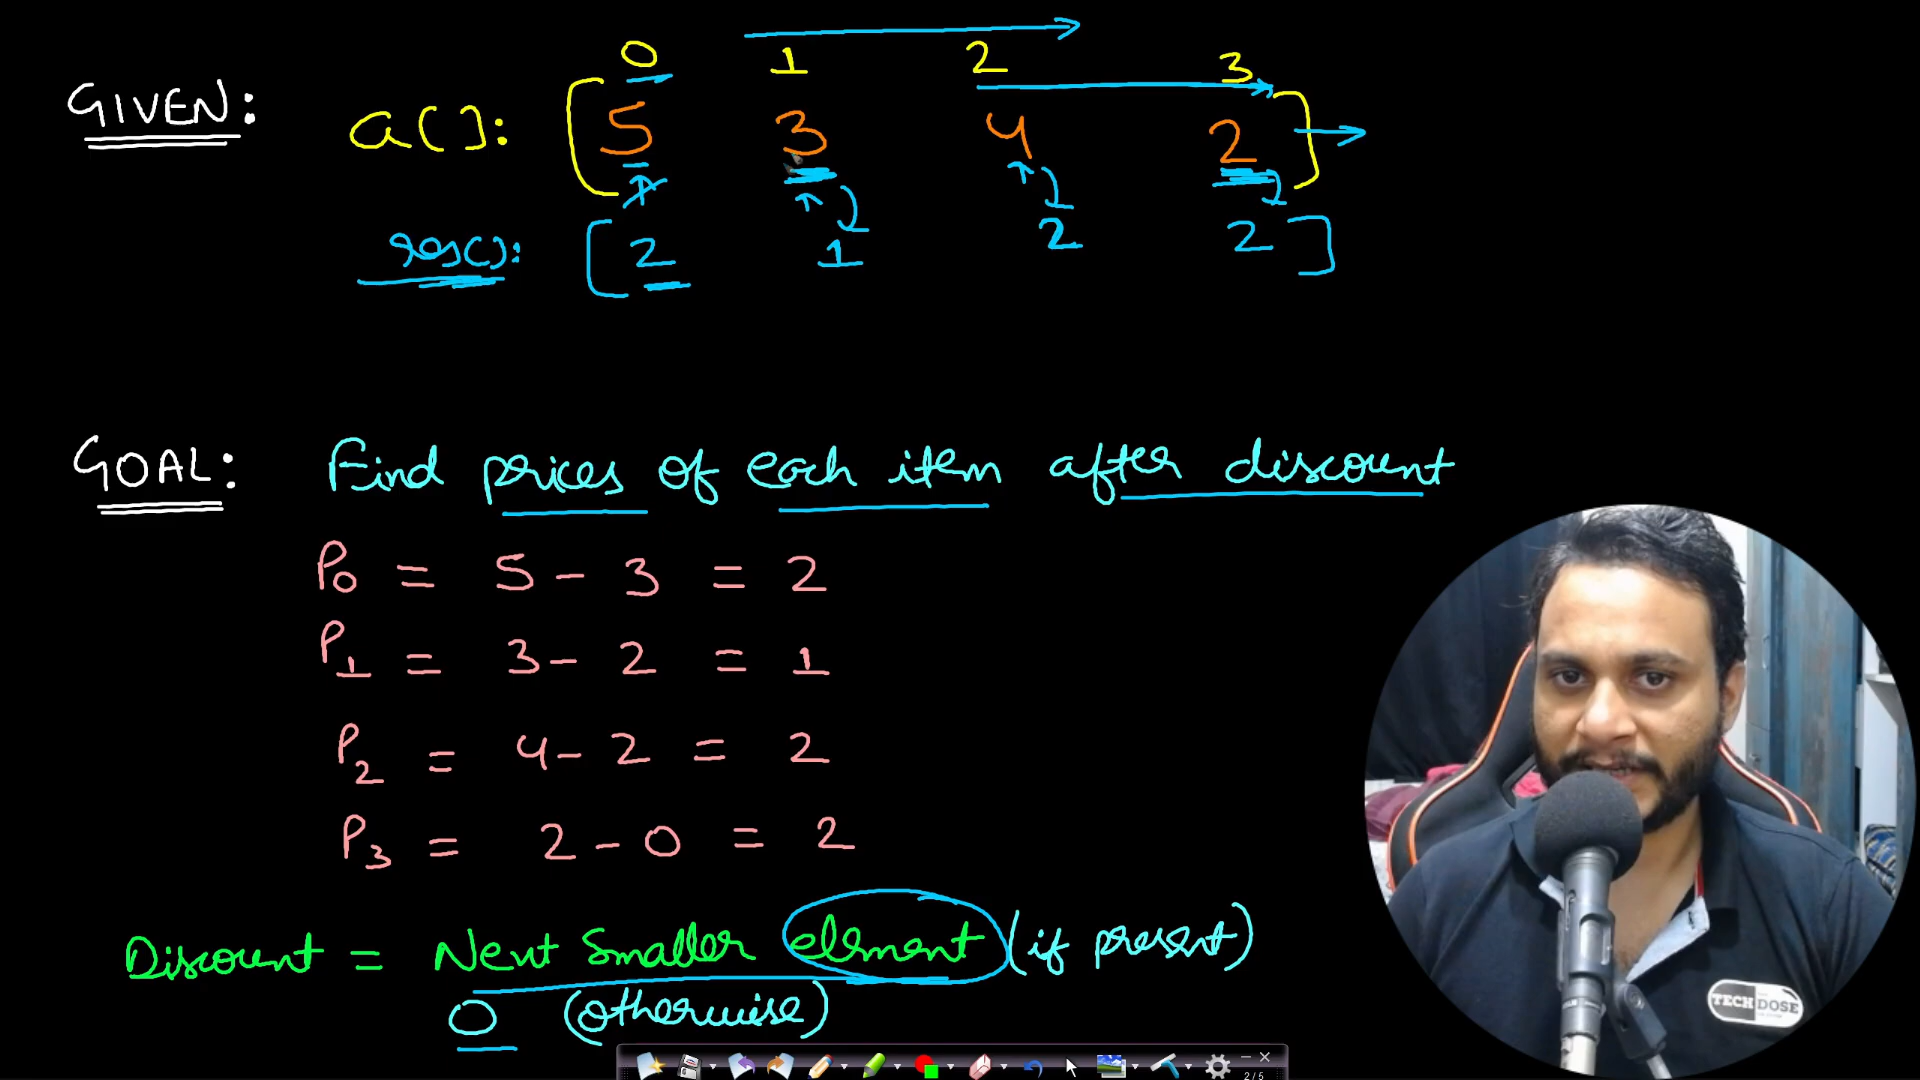 0 1 2 3
GIVEN: a[]: [5 3 4 2]
res[]: [2 1 2 2]
GOAL: Find prices of each item after discount
P0 = 5 - 3 = 2
P1 = 3 - 2 = 1
P2 = 4 - 2 = 2
P3 = 2 - 0 = 2
Discount = Next Smaller element (if present)
0 (otherwise)
TECH DOSE
2/5